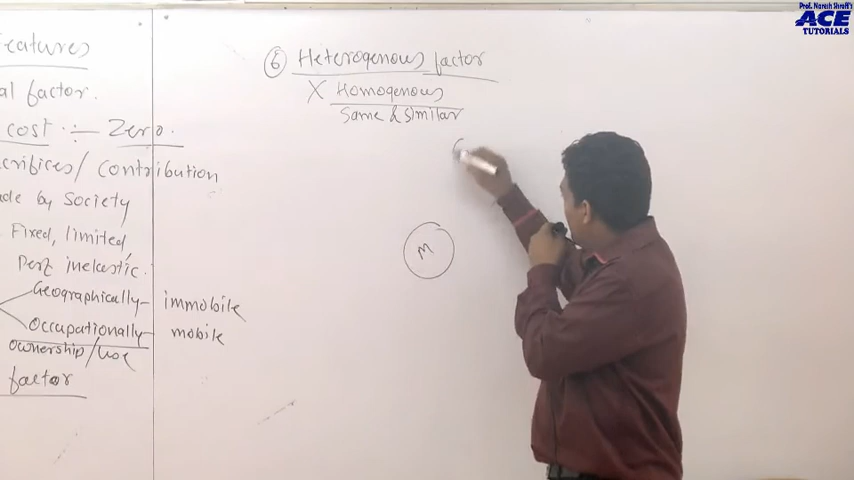 Features
al factor.
cost ÷ Zero.
crifices/ Contribution
ade by Society
Fixed, limited,
Perf inelastic.
Geographically- immobile
Occupationally- mobile
ownership/use
factor
6 Heterogenous factor
X Homogenous
Same & Similar
M
Prof. Naresh Shroff's
ACE
TUTORIALS